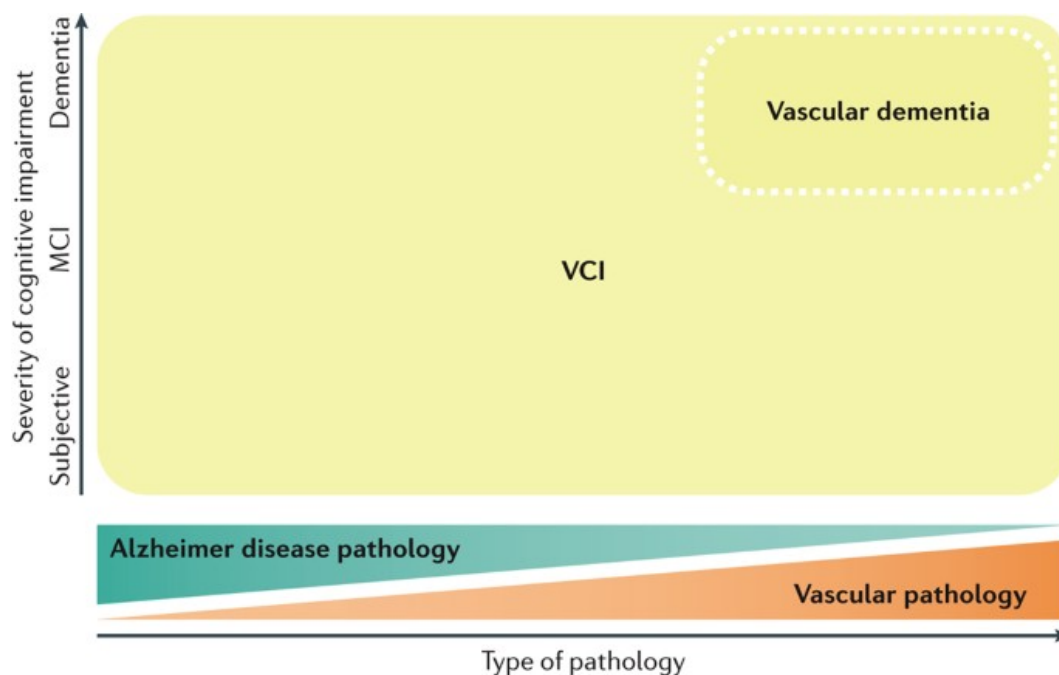 Severity of cognitive impairment
Dementia
MCI
Subjective
Vascular dementia
VCI
Alzheimer disease pathology
Vascular pathology
Type of pathology